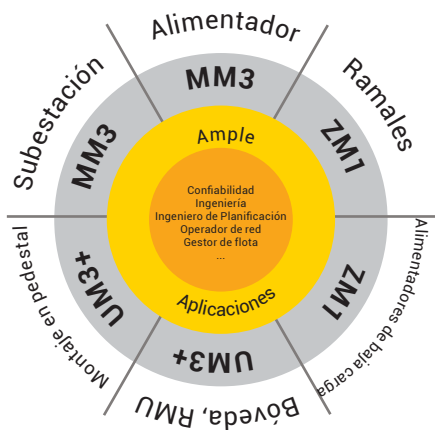 Alimentador
Subestación
Ramales
MM3
MM3
ZM1
Ample
Confiabilidad
Ingeniería
Ingeniero de Planificación
Operador de red
Gestor de flota
...
Aplicaciones
UM3+
UM3+
ZM1
Montaje en pedestal
Bóveda, RMU
Alimentadores de baja carga